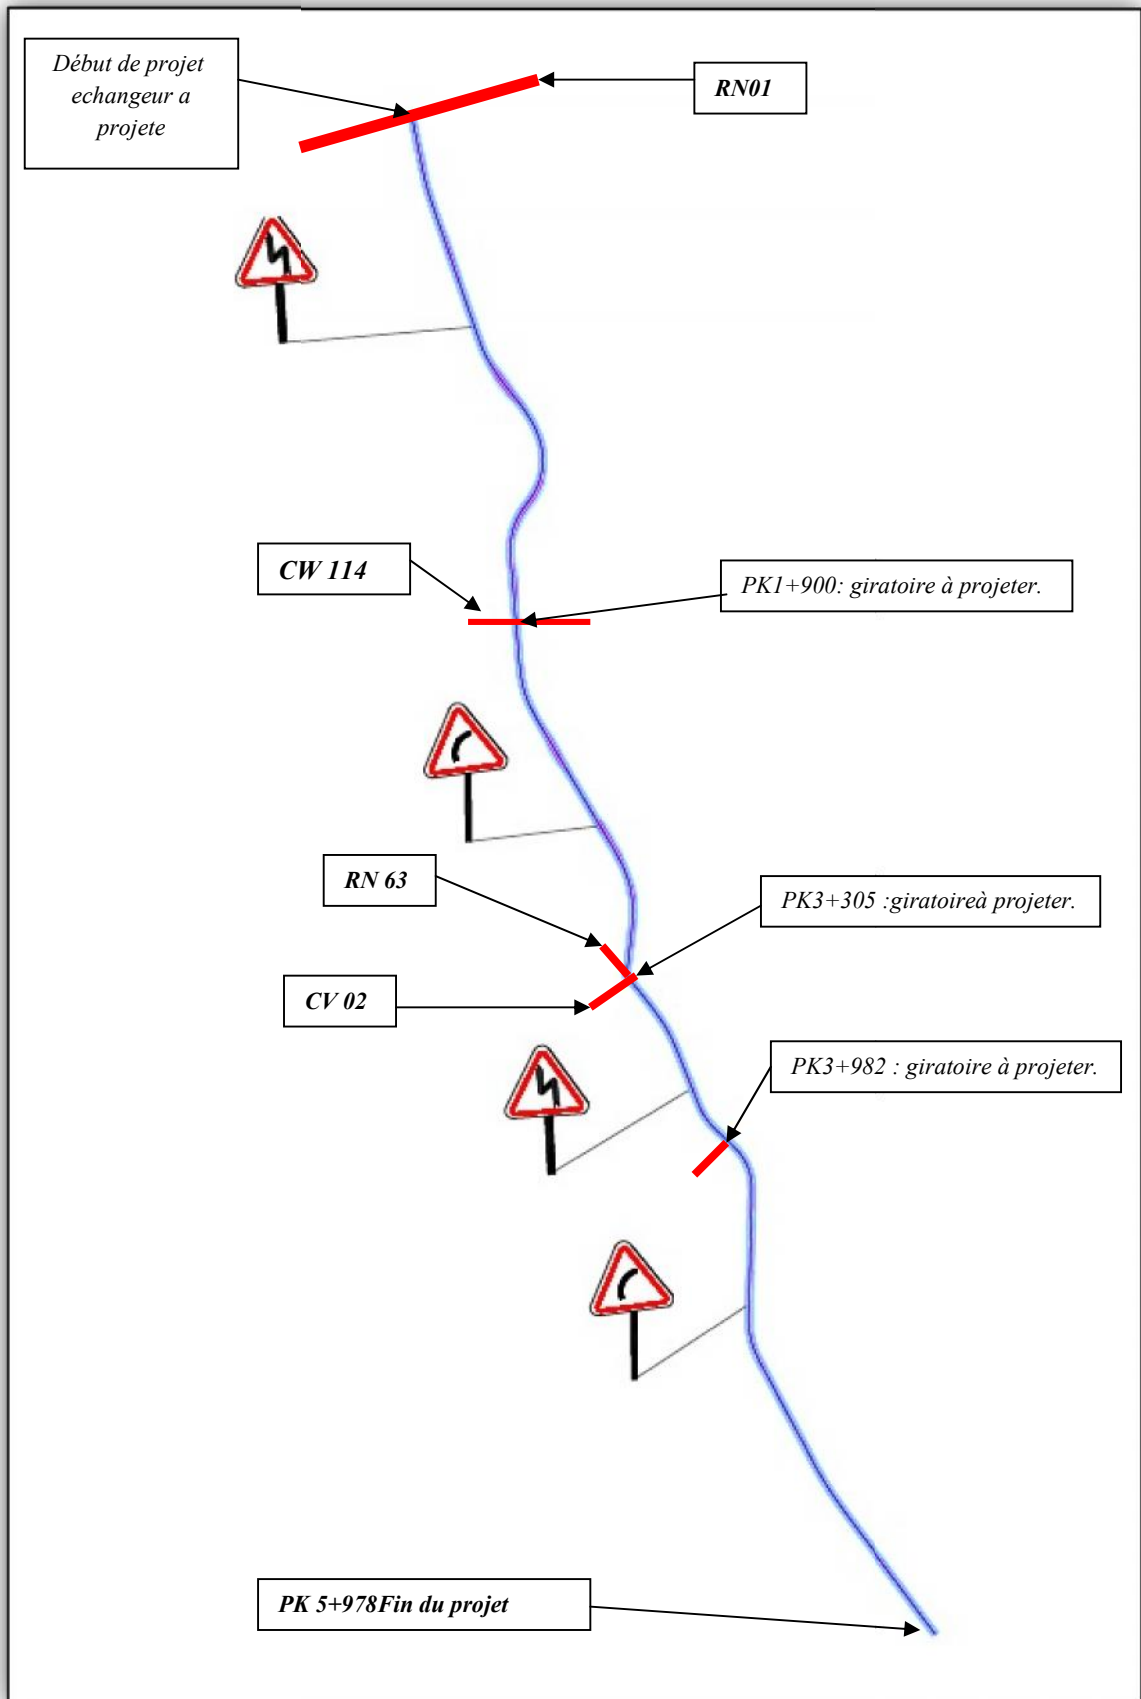 Début de projet
echangeur a
projete
RN01
CW 114
PK1+900: giratoire à projeter.
RN 63
PK3+305 :giratoireà projeter.
CV 02
PK3+982 : giratoire à projeter.
PK 5+978Fin du projet